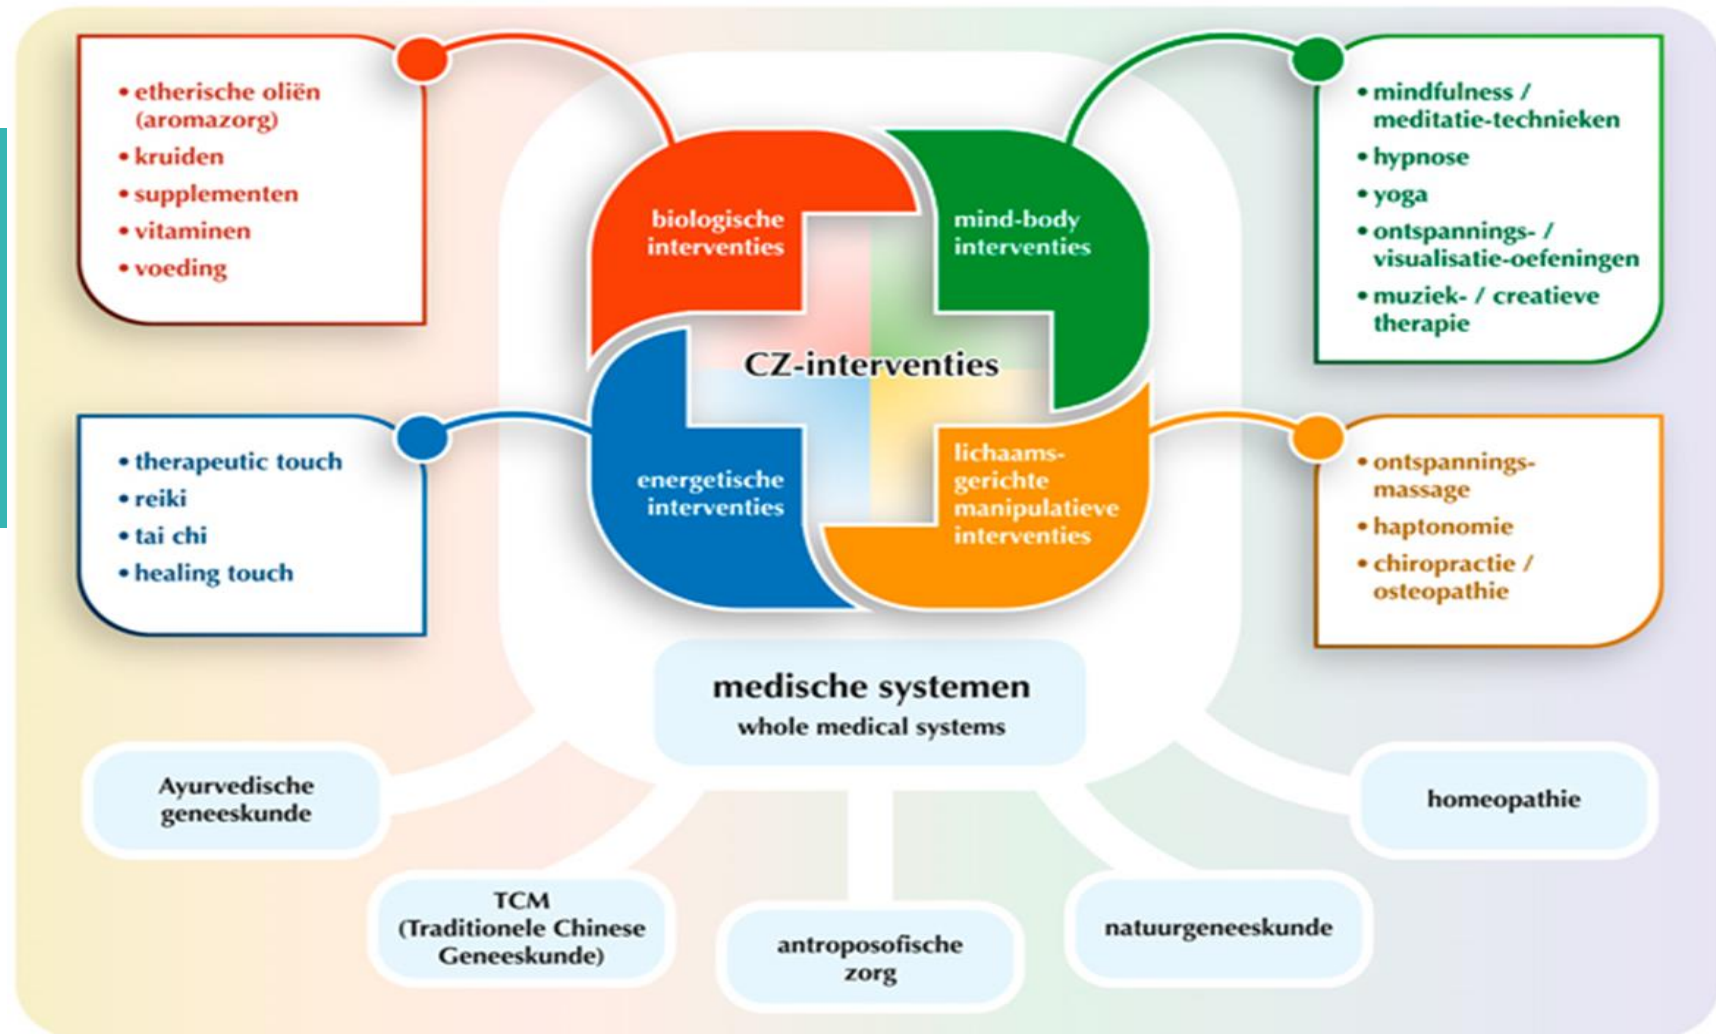 • etherische oliën
(aromazorg)
• kruiden
• supplementen
• vitaminen
• voeding
biologische
interventies
mind-body
interventies
• mindfulness /
meditatie-technieken
• hypnose
• yoga
• ontspannings- /
visualisatie-oefeningen
• muziek- / creatieve
therapie
CZ-interventies
• therapeutic touch
• reiki
• tai chi
• healing touch
energetische
interventies
lichaams-
gerichte
manipulatieve
interventies
• ontspannings-
massage
• haptonomie
• chiropractie /
osteopathie
medische systemen
whole medical systems
Ayurvedische
geneeskunde
TCM
(Traditionele Chinese
Geneeskunde)
antroposofische
zorg
natuurgeneeskunde
homeopathie